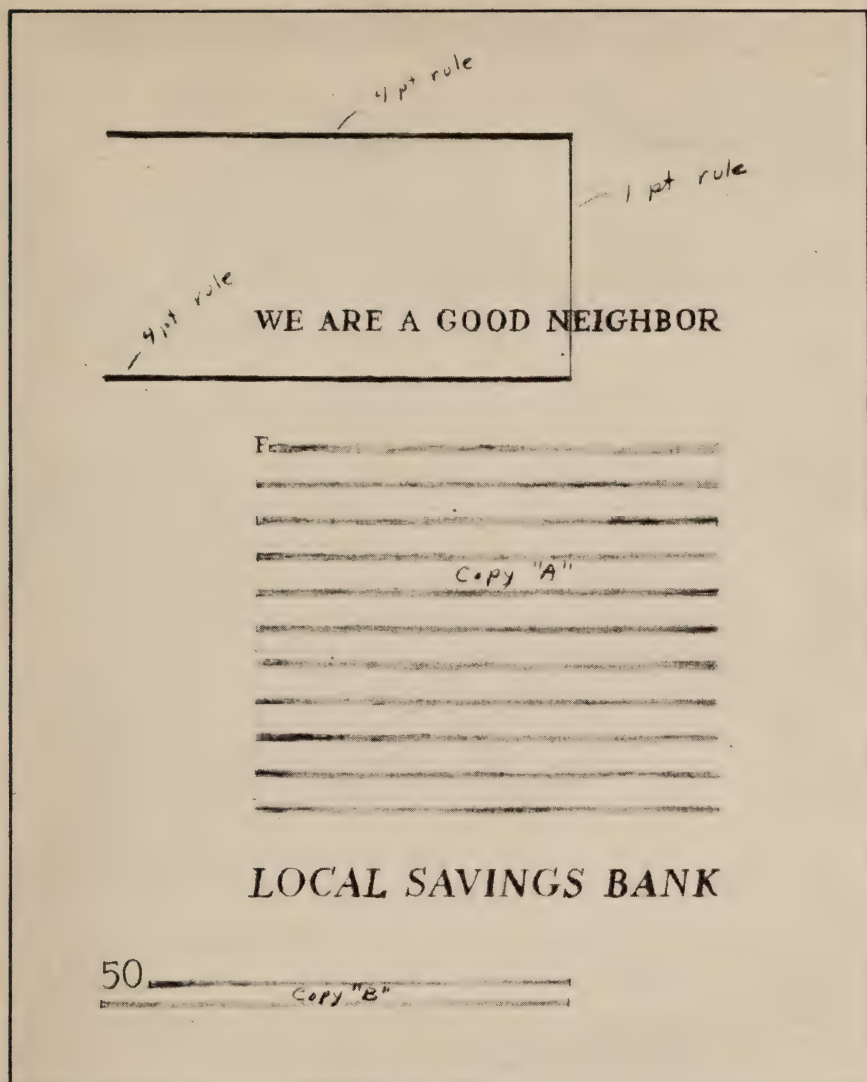 4 pt rule
1 pt rule
4 pt rule
WE ARE A GOOD NEIGHBOR
F
Copy "A"
LOCAL SAVINGS BANK
50
Copy "B"